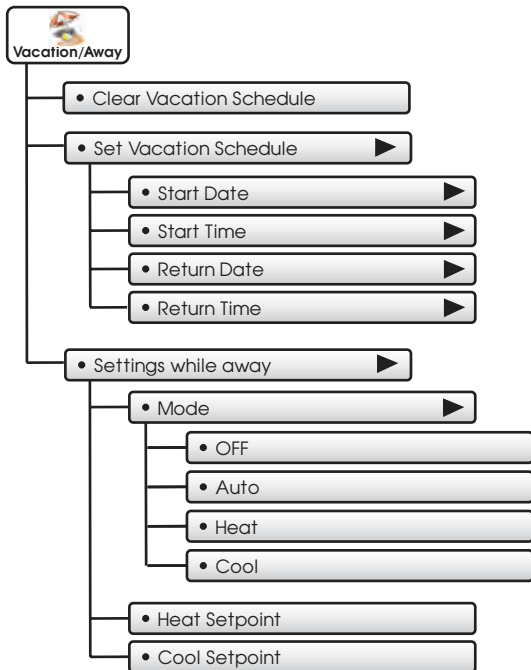 Vacation/Away
• Clear Vacation Schedule
• Set Vacation Schedule
• Start Date
• Start Time
• Return Date
• Return Time
• Settings while away
• Mode
• OFF
• Auto
• Heat
• Cool
• Heat Setpoint
• Cool Setpoint